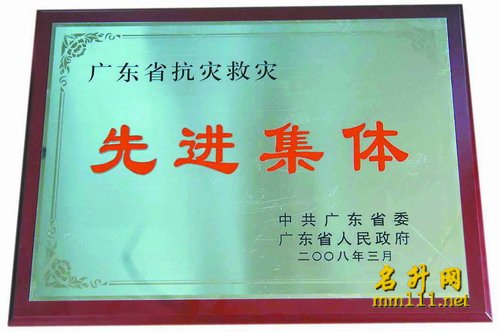 广东省抗灾救灾
先进集体
中共广东省委
广东省人民政府
二〇〇八年三月
名升网
mm111.net